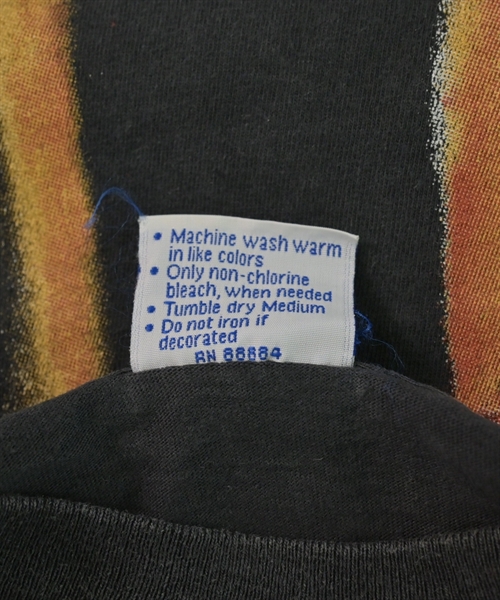 • Machine wash warm
in like colors
• Only non-chlorine
bleach, when needed
• Tumble dry Medium
• Do not iron if
decorated
RN 88884